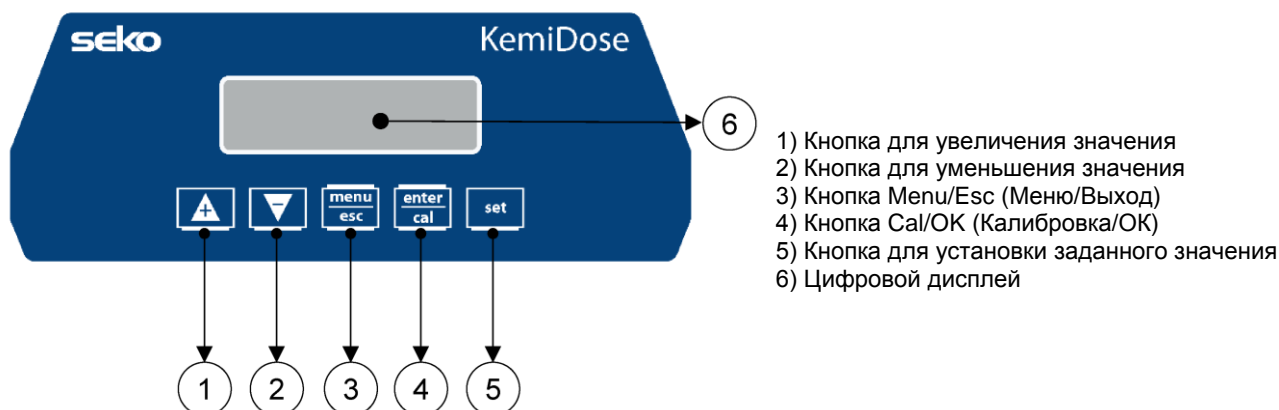 seko KemiDose
6
+ − menu enter set
esc cal
1 2 3 4 5
1) Кнопка для увеличения значения
2) Кнопка для уменьшения значения
3) Кнопка Menu/Esc (Меню/Выход)
4) Кнопка Cal/OK (Калибровка/ОК)
5) Кнопка для установки заданного значения
6) Цифровой дисплей